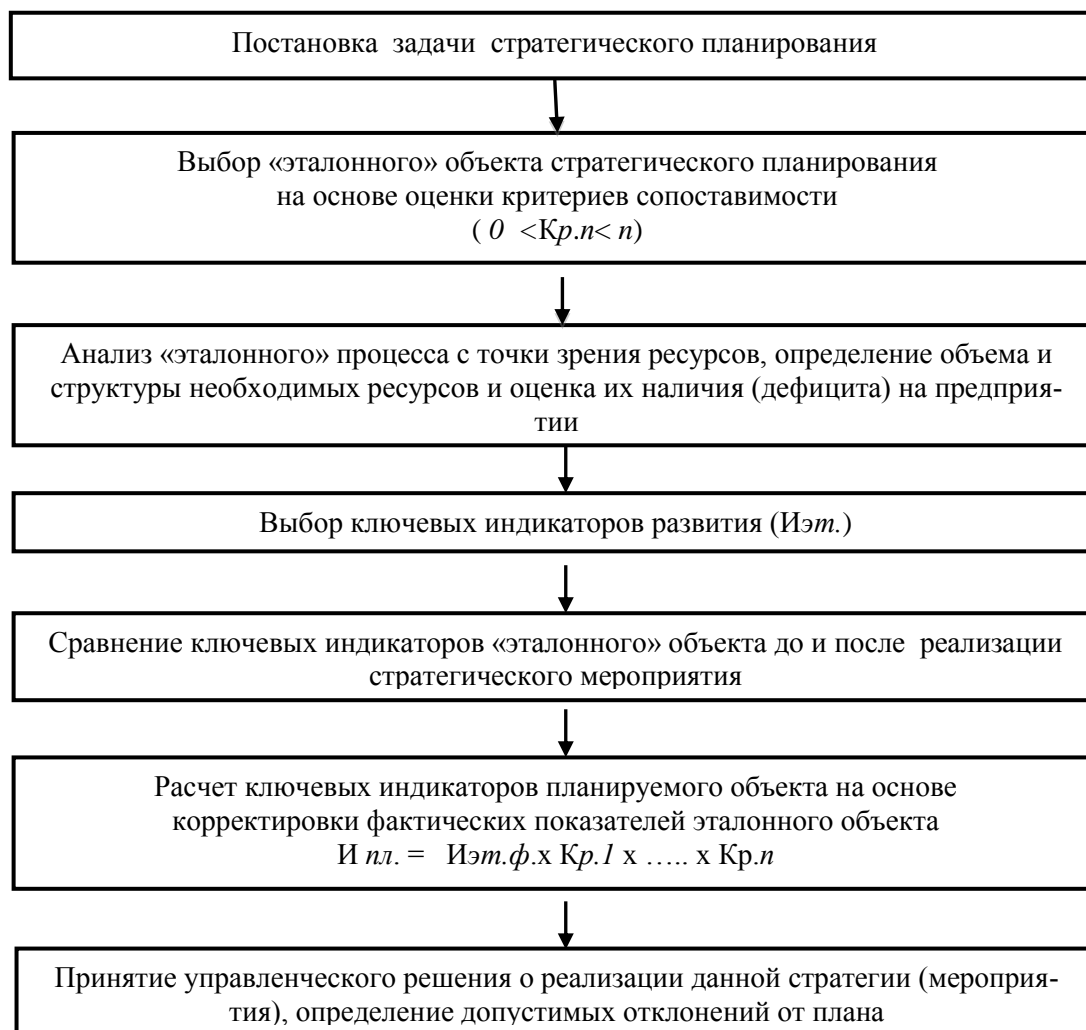 Постановка задачи стратегического планирования
Выбор «эталонного» объекта стратегического планирования
на основе оценки критериев сопоставимости
( 0 <Кр.n< n)
Анализ «эталонного» процесса с точки зрения ресурсов, определение объема и
структуры необходимых ресурсов и оценка их наличия (дефицита) на предприя-
тии
Выбор ключевых индикаторов развития (Иэт.)
Сравнение ключевых индикаторов «эталонного» объекта до и после реализации
стратегического мероприятия
Расчет ключевых индикаторов планируемого объекта на основе
корректировки фактических показателей эталонного объекта
И пл. = Иэт.ф.х Кр.1 х ….. х Кр.n
Принятие управленческого решения о реализации данной стратегии (мероприя-
тия), определение допустимых отклонений от плана